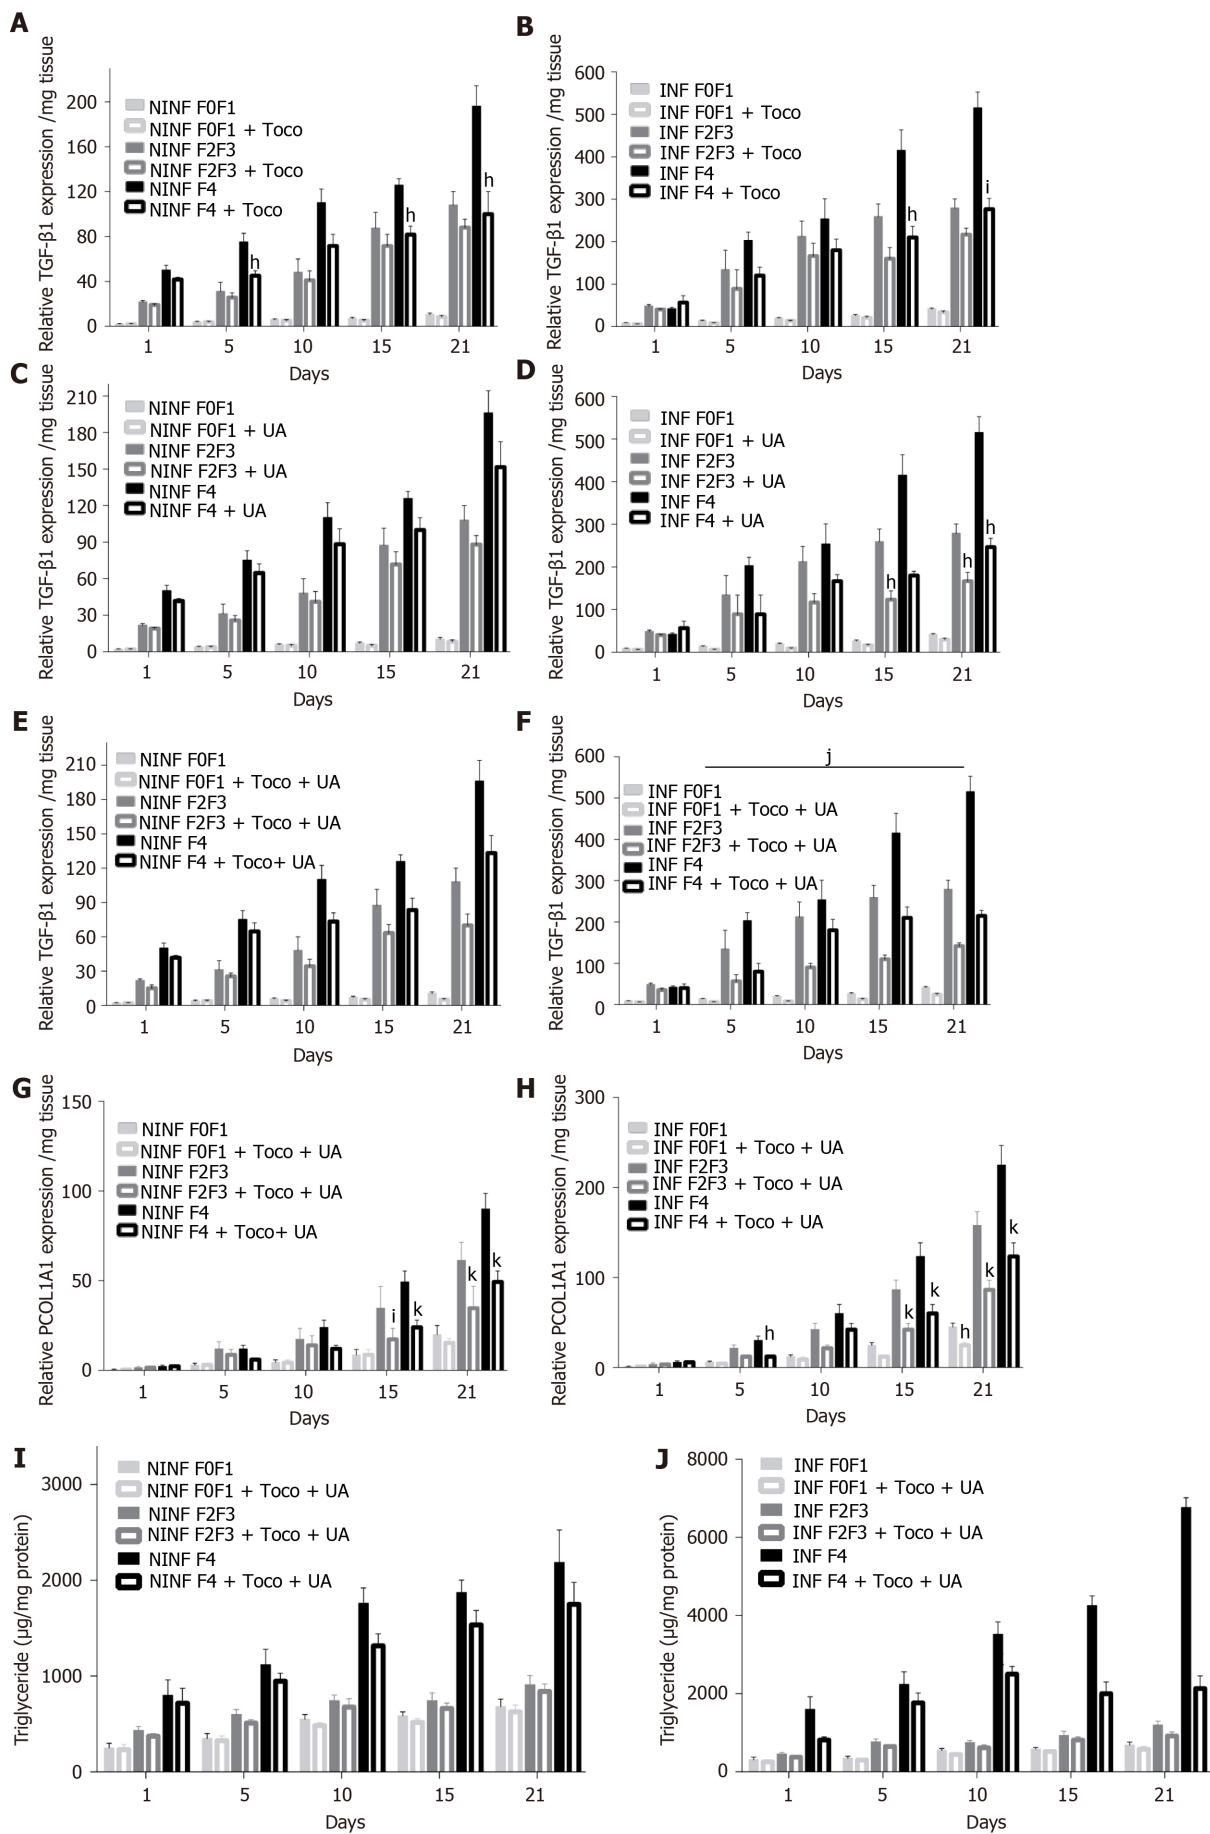 A
Relative TGF-β1 expression /mg tissue
200
160
120
80
40
0
NINF F0F1
NINF F0F1 + Toco
NINF F2F3
NINF F2F3 + Toco
NINF F4
NINF F4 + Toco
h
h
h
1 5 10 15 21
Days
B
Relative TGF-β1 expression /mg tissue
600
500
400
300
200
100
0
INF F0F1
INF F0F1 + Toco
INF F2F3
INF F2F3 + Toco
INF F4
INF F4 + Toco
h
i
1 5 10 15 21
Days
C
Relative TGF-β1 expression /mg tissue
210
180
150
120
90
60
30
0
NINF F0F1
NINF F0F1 + UA
NINF F2F3
NINF F2F3 + UA
NINF F4
NINF F4 + UA
1 5 10 15 21
Days
D
Relative TGF-β1 expression /mg tissue
600
500
400
300
200
100
0
INF F0F1
INF F0F1 + UA
INF F2F3
INF F2F3 + UA
INF F4
INF F4 + UA
h
h
h
1 5 10 15 21
Days
E
Relative TGF-β1 expression /mg tissue
210
180
150
120
90
60
30
0
NINF F0F1
NINF F0F1 + Toco + UA
NINF F2F3
NINF F2F3 + Toco + UA
NINF F4
NINF F4 + Toco+ UA
1 5 10 15 21
Days
F
Relative TGF-β1 expression /mg tissue
600
500
400
300
200
100
0
j
INF F0F1
INF F0F1 + Toco + UA
INF F2F3
INF F2F3 + Toco + UA
INF F4
INF F4 + Toco + UA
1 5 10 15 21
Days
G
Relative PCOL1A1 expression /mg tissue
150
100
50
0
NINF F0F1
NINF F0F1 + Toco + UA
NINF F2F3
NINF F2F3 + Toco + UA
NINF F4
NINF F4 + Toco+ UA
i
k
k
k
1 5 10 15 21
Days
H
Relative PCOL1A1 expression /mg tissue
300
200
100
0
INF F0F1
INF F0F1 + Toco + UA
INF F2F3
INF F2F3 + Toco + UA
INF F4
INF F4 + Toco + UA
h
k
k
h
k
k
1 5 10 15 21
Days
I
Triglyceride (μg/mg protein)
3000
2000
1000
0
NINF F0F1
NINF F0F1 + Toco + UA
NINF F2F3
NINF F2F3 + Toco + UA
NINF F4
NINF F4 + Toco + UA
1 5 10 15 21
Days
J
Triglyceride (μg/mg protein)
8000
6000
4000
2000
0
INF F0F1
INF F0F1 + Toco + UA
INF F2F3
INF F2F3 + Toco + UA
INF F4
INF F4 + Toco + UA
1 5 10 15 21
Days